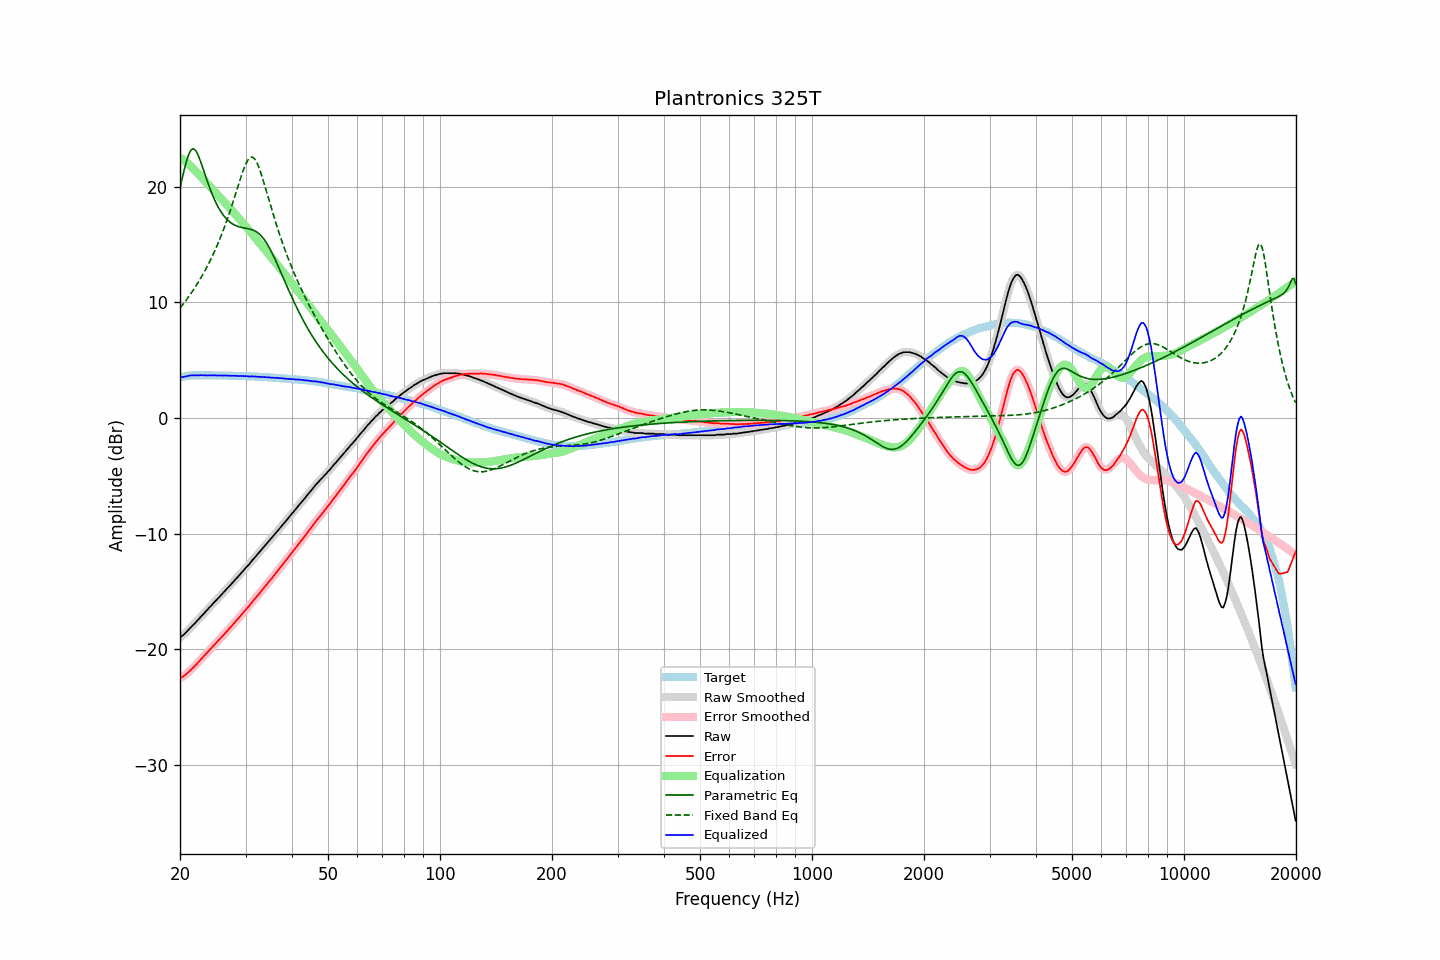 Plantronics 325T
Amplitude (dBr)
20
10
0
−10
−20
−30
20
50
100
200
500
1000
2000
5000
10000
20000
Frequency (Hz)
Target
Raw Smoothed
Error Smoothed
Raw
Error
Equalization
Parametric Eq
Fixed Band Eq
Equalized